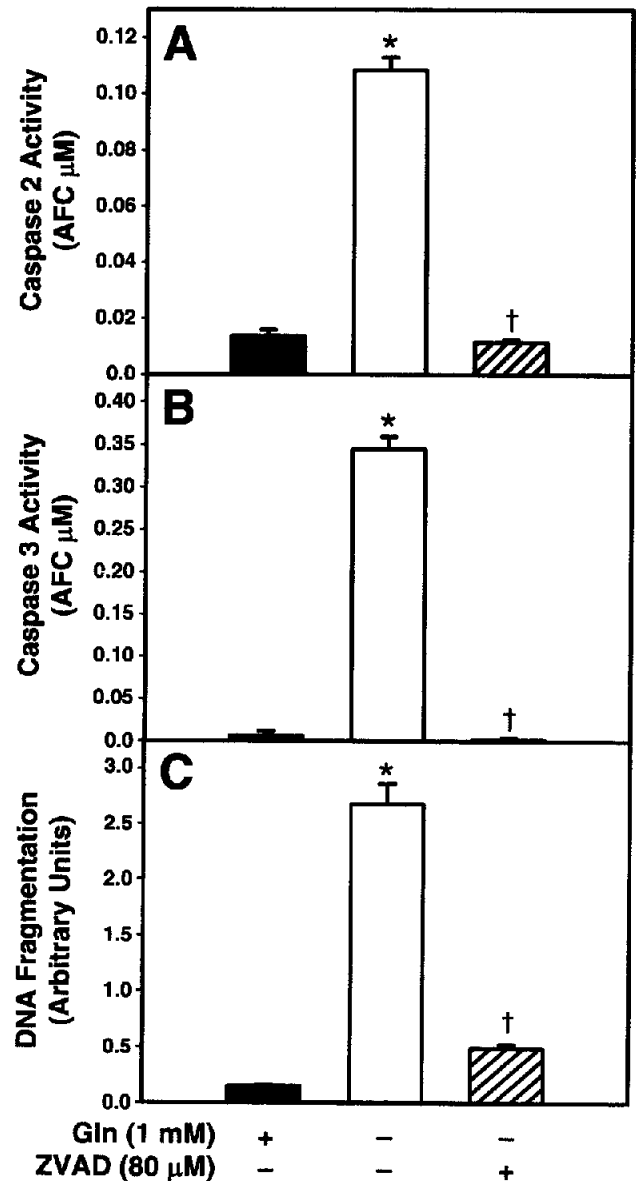 A
Caspase 2 Activity
(AFC µM)
0.12
0.10
0.08
0.06
0.04
0.02
0.0
*
†
B
Caspase 3 Activity
(AFC µM)
0.40
0.35
0.30
0.25
0.20
0.15
0.10
0.05
0.0
*
†
C
DNA Fragmentation
(Arbitrary Units)
3.0
2.5
2.0
1.5
1.0
0.5
0.0
*
†
Gln (1 mM) + – –
ZVAD (80 µM) – – +